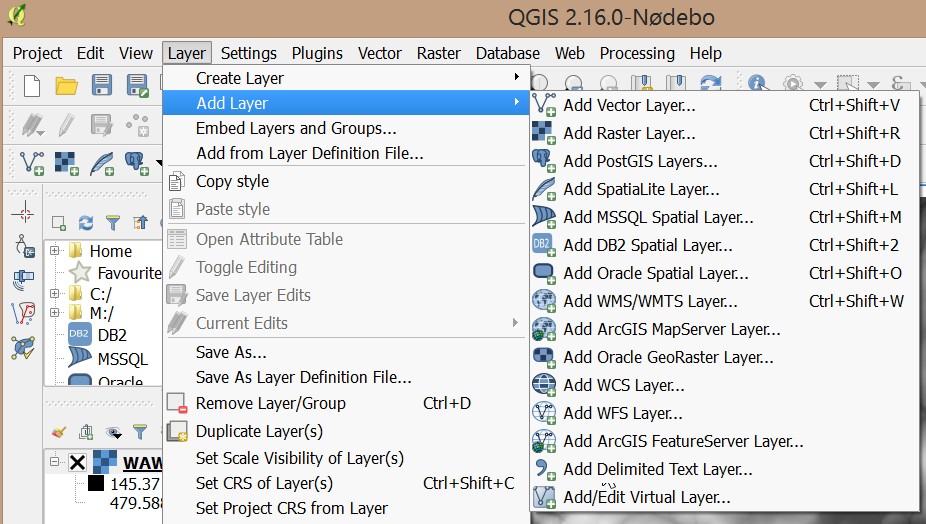 QGIS 2.16.0-Nødebo
Project Edit View Layer Settings Plugins Vector Raster Database Web Processing Help
Create Layer
Add Layer
Embed Layers and Groups...
Add from Layer Definition File...
Copy style
Paste style
Open Attribute Table
Toggle Editing
Save Layer Edits
Current Edits
Save As...
Save As Layer Definition File...
Remove Layer/Group Ctrl+D
Duplicate Layer(s)
Set Scale Visibility of Layer(s)
Set CRS of Layer(s) Ctrl+Shift+C
Set Project CRS from Layer
Add Vector Layer... Ctrl+Shift+V
Add Raster Layer... Ctrl+Shift+R
Add PostGIS Layers... Ctrl+Shift+D
Add SpatiaLite Layer... Ctrl+Shift+L
Add MSSQL Spatial Layer... Ctrl+Shift+M
Add DB2 Spatial Layer... Ctrl+Shift+2
Add Oracle Spatial Layer... Ctrl+Shift+O
Add WMS/WMTS Layer... Ctrl+Shift+W
Add ArcGIS MapServer Layer...
Add Oracle GeoRaster Layer...
Add WCS Layer...
Add WFS Layer...
Add ArcGIS FeatureServer Layer...
Add Delimited Text Layer...
Add/Edit Virtual Layer...
Home
Favourite
C:/
M:/
DB2 DB2
MSSQL
Oracle
WAW
145.37
479.588
DB2